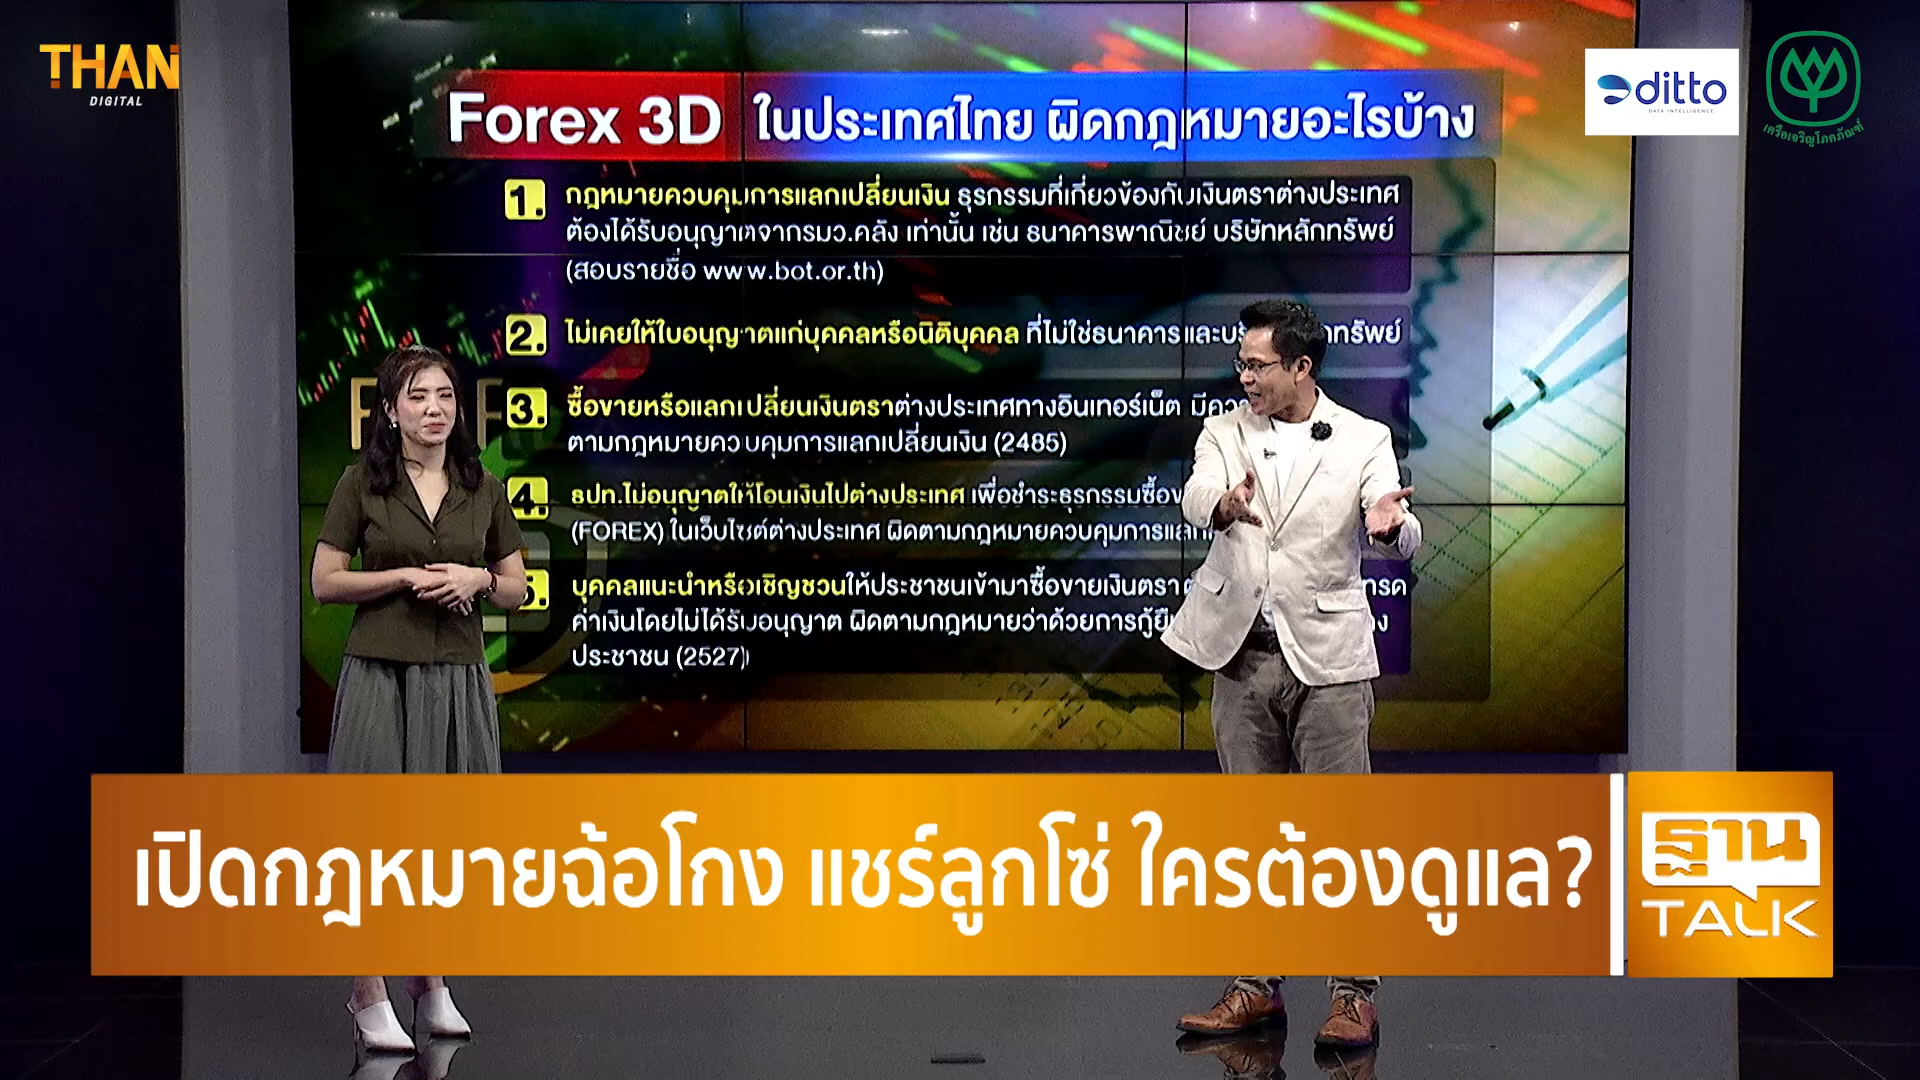 THAN
DIGITAL
ditto
DATA INTELLIGENCE
เครือเจริญโภคภัณฑ์
Forex 3D ในประเทศไทย ผิดกฎหมายอะไรบ้าง
1. กฎหมายควบคุมการแลกเปลี่ยนเงิน ธุรกรรมที่เกี่ยวข้องกับเงินตราต่างประเทศ
ต้องได้รับอนุญาตจากรมว.คลัง เท่านั้น เช่น ธนาคารพาณิชย์ บริษัทหลักทรัพย์
(สอบรายชื่อ www.bot.or.th)
2. ไม่เคยให้ใบอนุญาตแก่บุคคลหรือนิติบุคคล ที่ไม่ใช่ธนาคาร และ
3. ซื้อขายหรือแลกเปลี่ยนเงินตราต่างประเทศทางอินเทอร์เน็ต
ตามกฎหมายควบคุมการแลกเปลี่ยนเงิน (2485)
4. ธปท.ไม่อนุญาตให้โอนเงินไปต่างประเทศ เพื่อชำระธุรกรรม
(FOREX) ในเว็บไซต์ต่างประเทศ ผิดตามกฎหมายควบคุมการ
5. บุคคลแนะนำหรือเชิญชวนให้ประชาชนเข้ามาซื้อขายเงินตรา
ค่าเงินโดยไม่ได้รับอนุญาต ผิดตามกฎหมายว่าด้วยการ
ประชาชน (2527)
เปิดกฎหมายฉ้อโกง แชร์ลูกโซ่ ใครต้องดูแล?
ฐาน
TALK